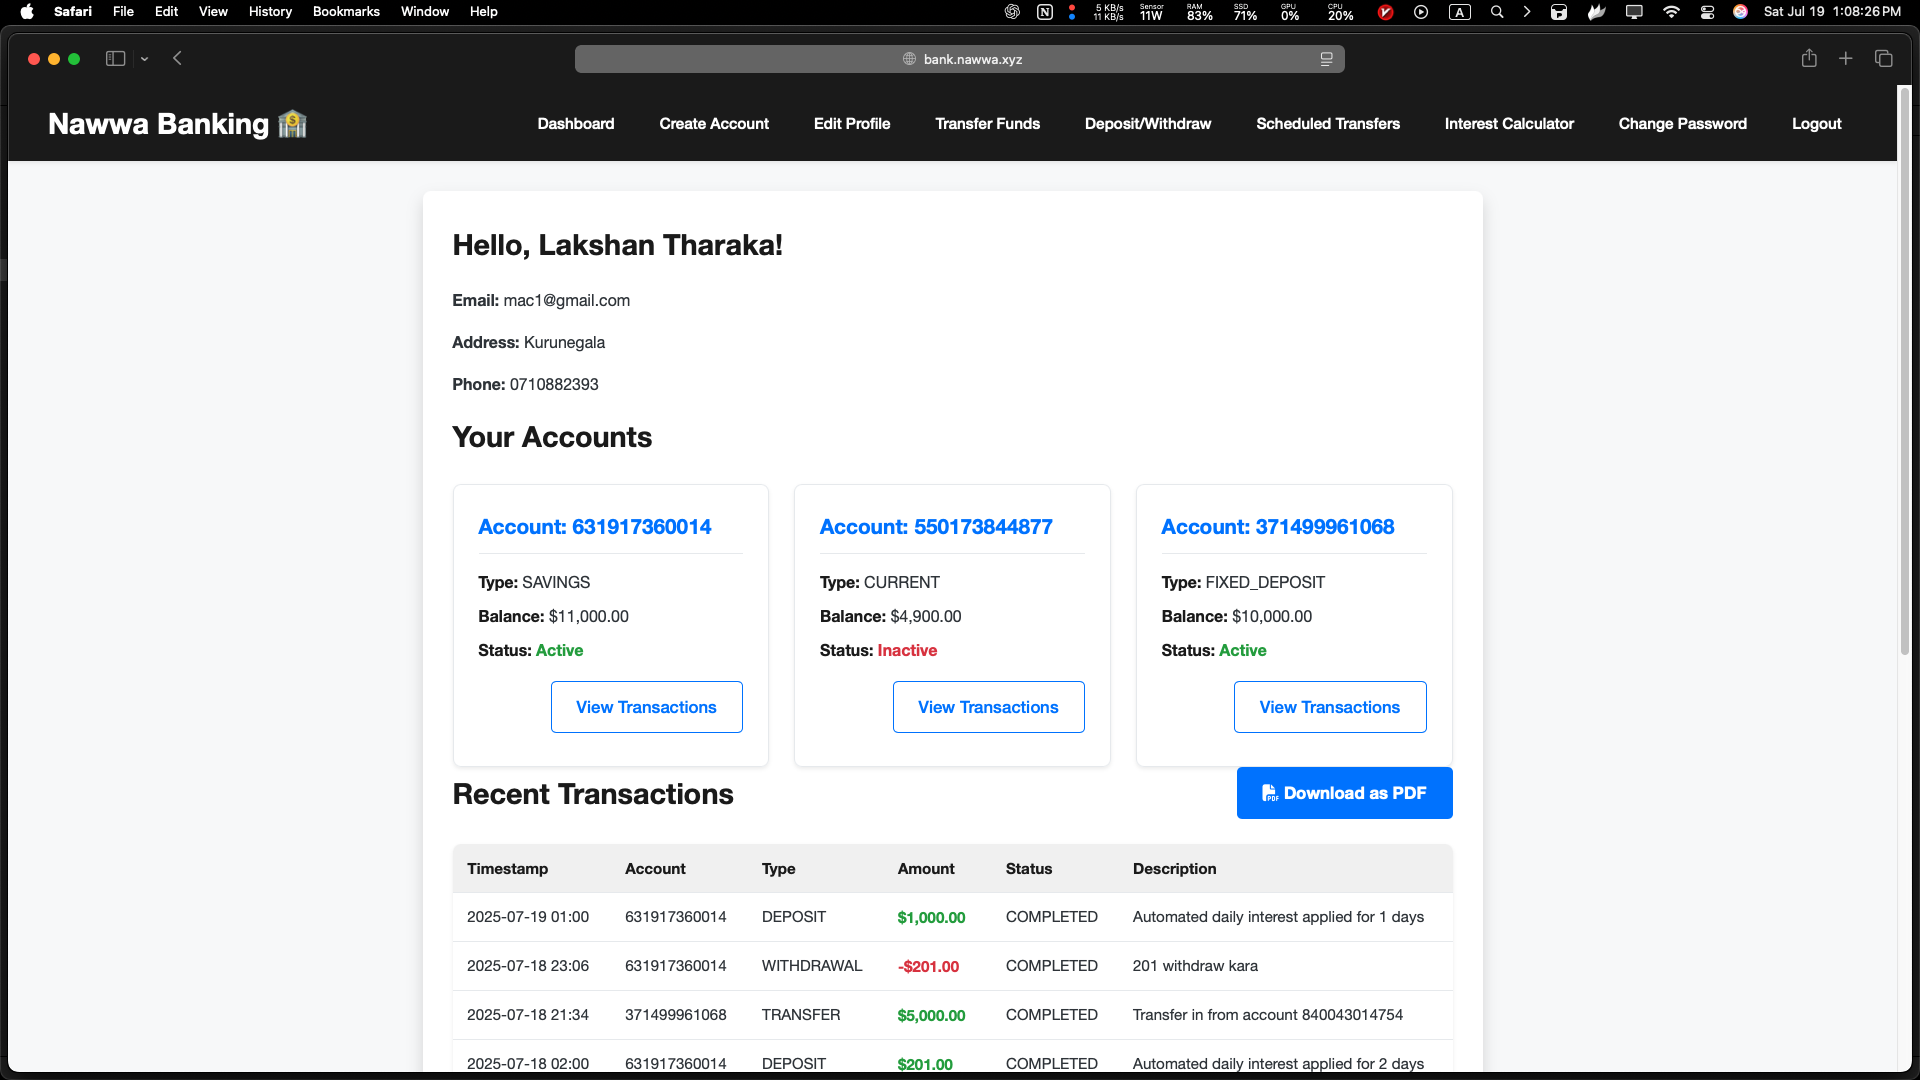 Safari File Edit View History Bookmarks Window Help 5 KB/s 11 KB/s Sensor 11W RAM 83% SSD 71% GPU 0% CPU 20% A Sat Jul 19 1:08:26 PM
bank.nawwa.xyz
Nawwa Banking Dashboard Create Account Edit Profile Transfer Funds Deposit/Withdraw Scheduled Transfers Interest Calculator Change Password Logout
Hello, Lakshan Tharaka!
Email: mac1@gmail.com
Address: Kurunegala
Phone: 0710882393
Your Accounts
Account: 631917360014
Type: SAVINGS
Balance: $11,000.00
Status: Active
View Transactions
Account: 550173844877
Type: CURRENT
Balance: $4,900.00
Status: Inactive
View Transactions
Account: 371499961068
Type: FIXED_DEPOSIT
Balance: $10,000.00
Status: Active
View Transactions
Recent Transactions
Download as PDF
Timestamp Account Type Amount Status Description
2025-07-19 01:00 631917360014 DEPOSIT $1,000.00 COMPLETED Automated daily interest applied for 1 days
2025-07-18 23:06 631917360014 WITHDRAWAL -$201.00 COMPLETED 201 withdraw kara
2025-07-18 21:34 371499961068 TRANSFER $5,000.00 COMPLETED Transfer in from account 840043014754
2025-07-18 02:00 631917360014 DEPOSIT $201.00 COMPLETED Automated daily interest applied for 2 days